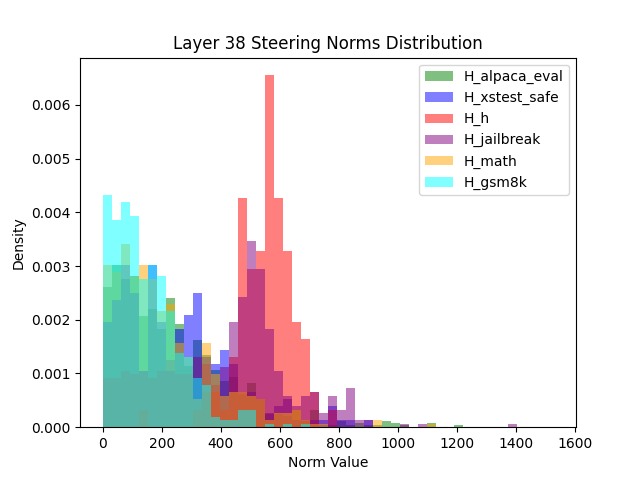 Layer 38 Steering Norms Distribution
H_alpaca_eval
H_xstest_safe
H_h
H_jailbreak
H_math
H_gsm8k
Density
0.006
0.005
0.004
0.003
0.002
0.001
0.000
0 200 400 600 800 1000 1200 1400 1600
Norm Value